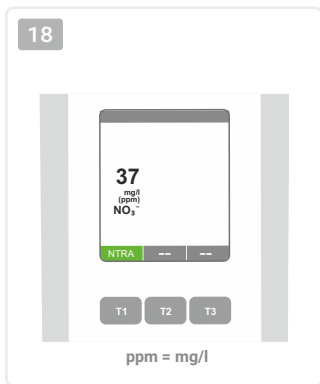 18
37
mg/l
(ppm)
NO₃⁻
NTRA -- --
T1 T2 T3
ppm = mg/l